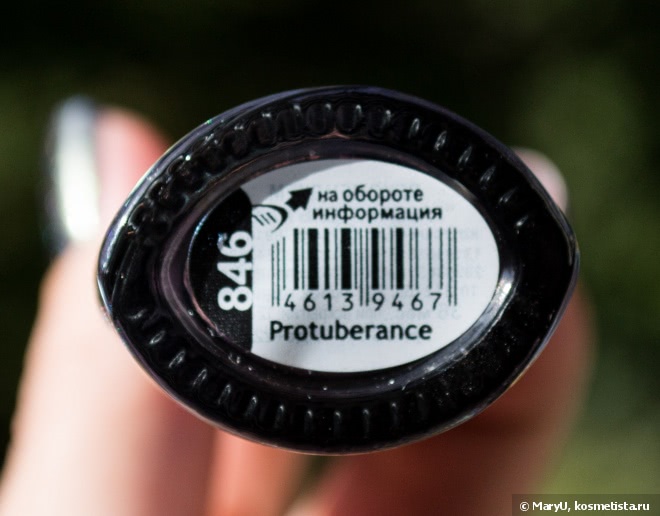 на обороте
информация
846
4613 9467
Protuberance
© MaryU, kosmetista.ru